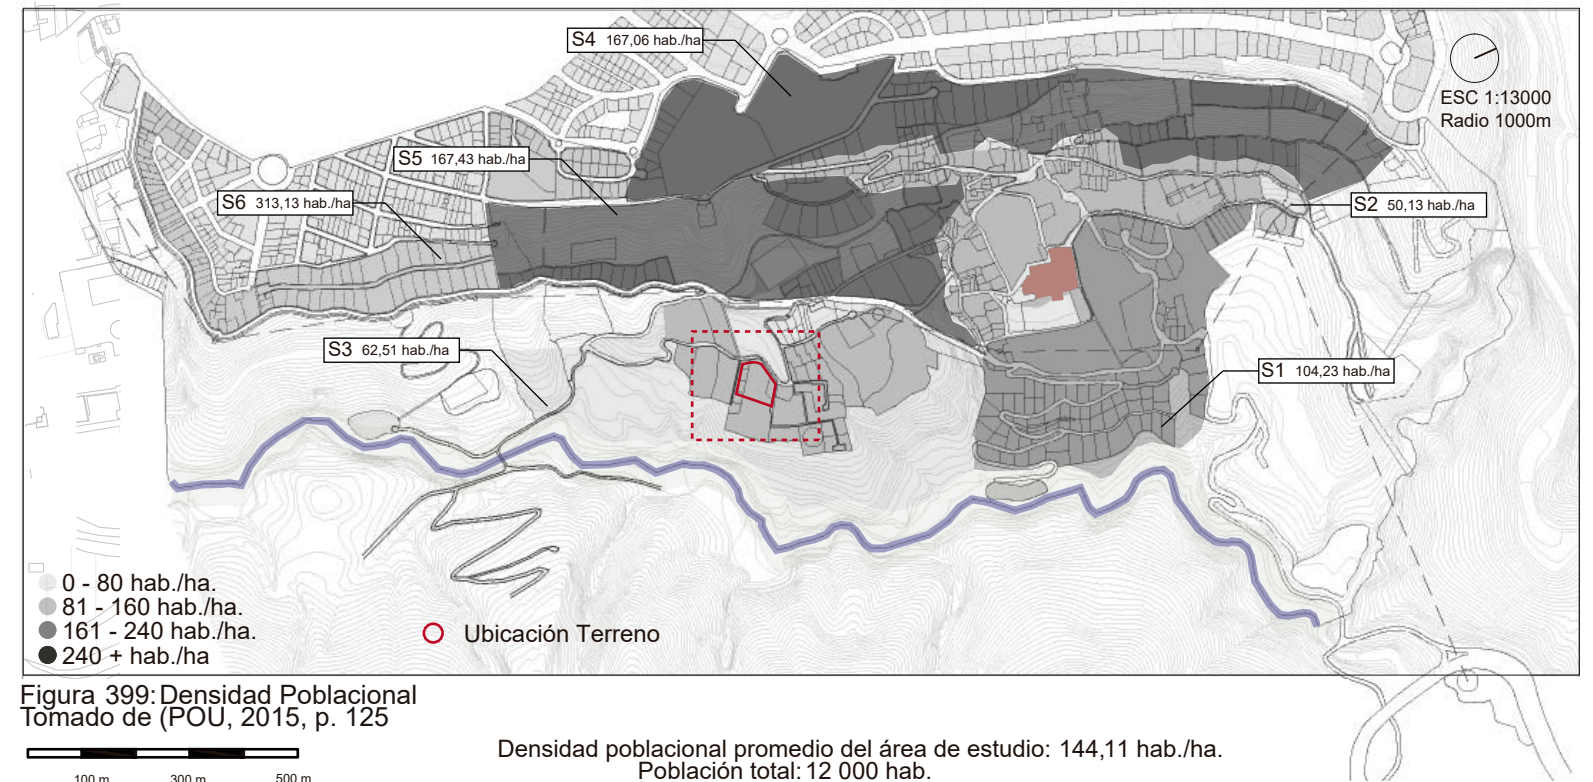 S4 167,06 hab./ha
ESC 1:13000
Radio 1000m
S5 167,43 hab./ha
S6 313,13 hab./ha
S2 50,13 hab./ha
S3 62,51 hab./ha
S1 104,23 hab./ha
0 - 80 hab./ha.
81 - 160 hab./ha.
161 - 240 hab./ha.
240 + hab./ha
Ubicación Terreno
Figura 399: Densidad Poblacional
Tomado de (POU, 2015, p. 125
100 m 300 m 500 m
Densidad poblacional promedio del área de estudio: 144,11 hab./ha.
Población total: 12 000 hab.